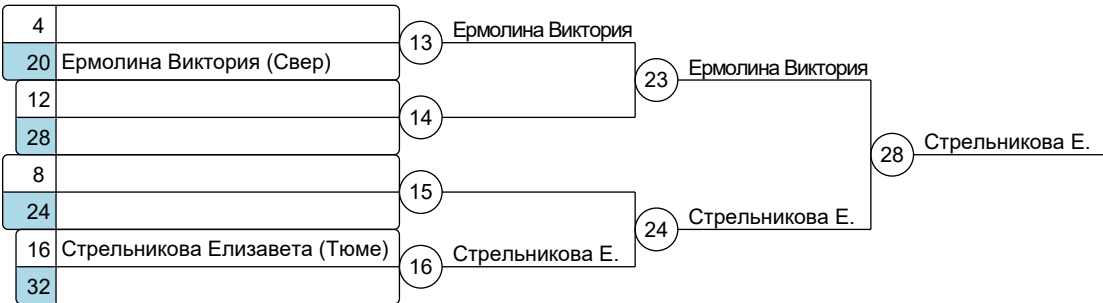 4
13 Ермолина Виктория
20 Ермолина Виктория (Свер)
23 Ермолина Виктория
12
14
28
28 Стрельникова Е.
8
15
24
24 Стрельникова Е.
16 Стрельникова Елизавета (Тюме)
16 Стрельникова Е.
32